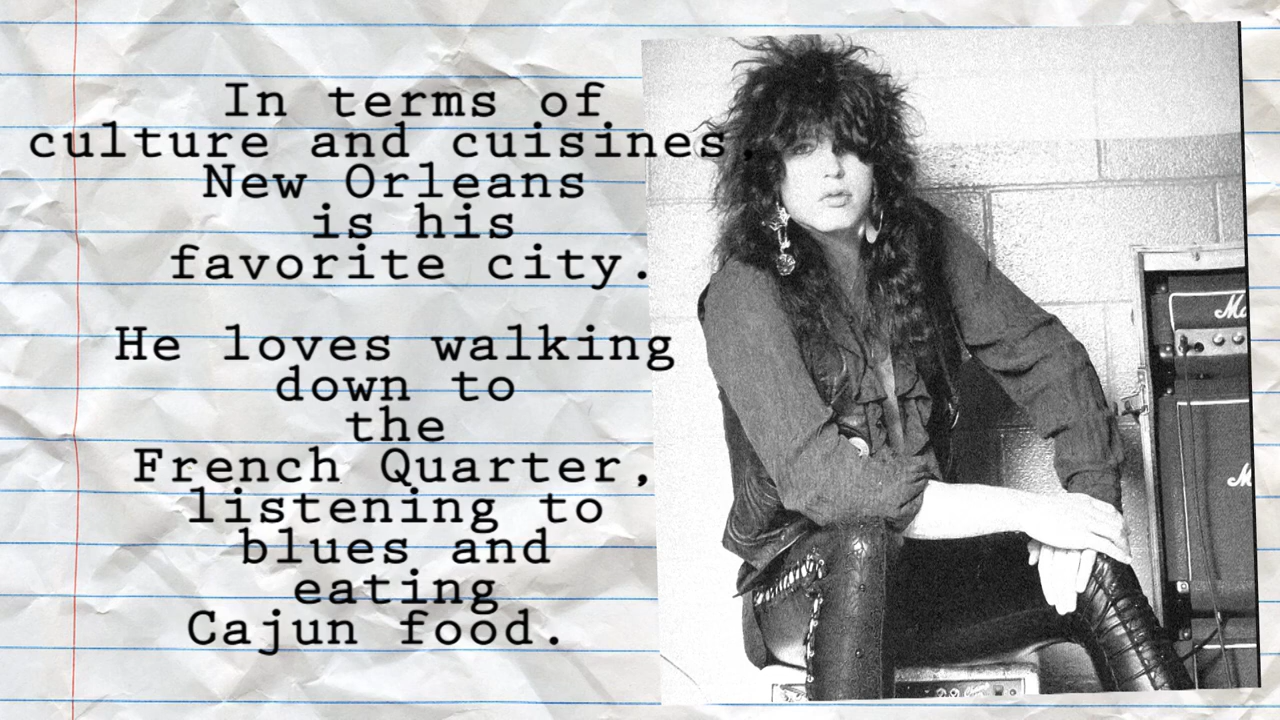 In terms of
culture and cuisines,
New Orleans
is his
favorite city.
He loves walking
down to
the
French Quarter,
listening to
blues and
eating
Cajun food.